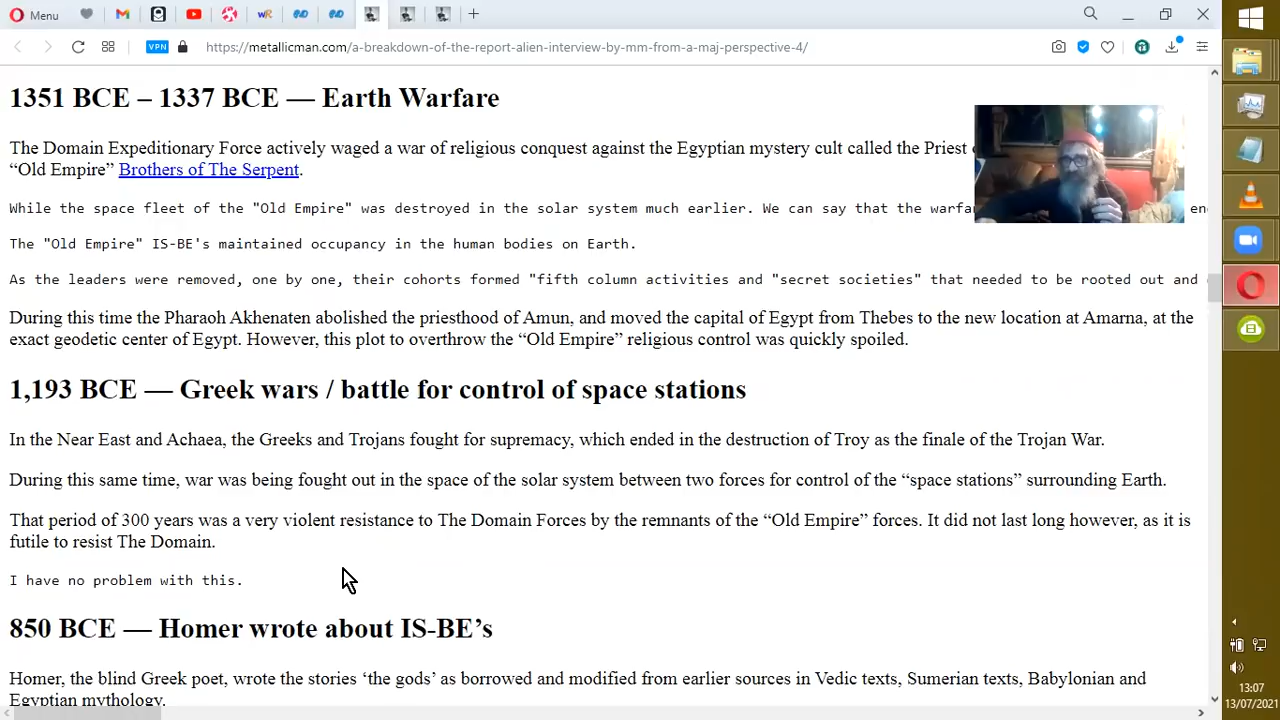 Menu
VPN
https://metallicman.com/a-breakdown-of-the-report-alien-interview-by-mm-from-a-maj-perspective-4/
1351 BCE – 1337 BCE — Earth Warfare
The Domain Expeditionary Force actively waged a war of religious conquest against the Egyptian mystery cult called the Priest
“Old Empire” Brothers of The Serpent.
While the space fleet of the "Old Empire" was destroyed in the solar system much earlier. We can say that the
The "Old Empire" IS-BE's maintained occupancy in the human bodies on Earth.
As the leaders were removed, one by one, their cohorts formed "fifth column activities and "secret societies" that needed to be rooted out and
During this time the Pharaoh Akhenaten abolished the priesthood of Amun, and moved the capital of Egypt from Thebes to the new location at Amarna, at the
exact geodetic center of Egypt. However, this plot to overthrow the “Old Empire” religious control was quickly spoiled.
1,193 BCE — Greek wars / battle for control of space stations
In the Near East and Achaea, the Greeks and Trojans fought for supremacy, which ended in the destruction of Troy as the finale of the Trojan War.
During this same time, war was being fought out in the space of the solar system between two forces for control of the “space stations” surrounding Earth.
That period of 300 years was a very violent resistance to The Domain Forces by the remnants of the “Old Empire” forces. It did not last long however, as it is
futile to resist The Domain.
I have no problem with this.
850 BCE — Homer wrote about IS-BE’s
Homer, the blind Greek poet, wrote the stories ‘the gods’ as borrowed and modified from earlier sources in Vedic texts, Sumerian texts, Babylonian and
Egyptian mythology.
13:07
13/07/2021